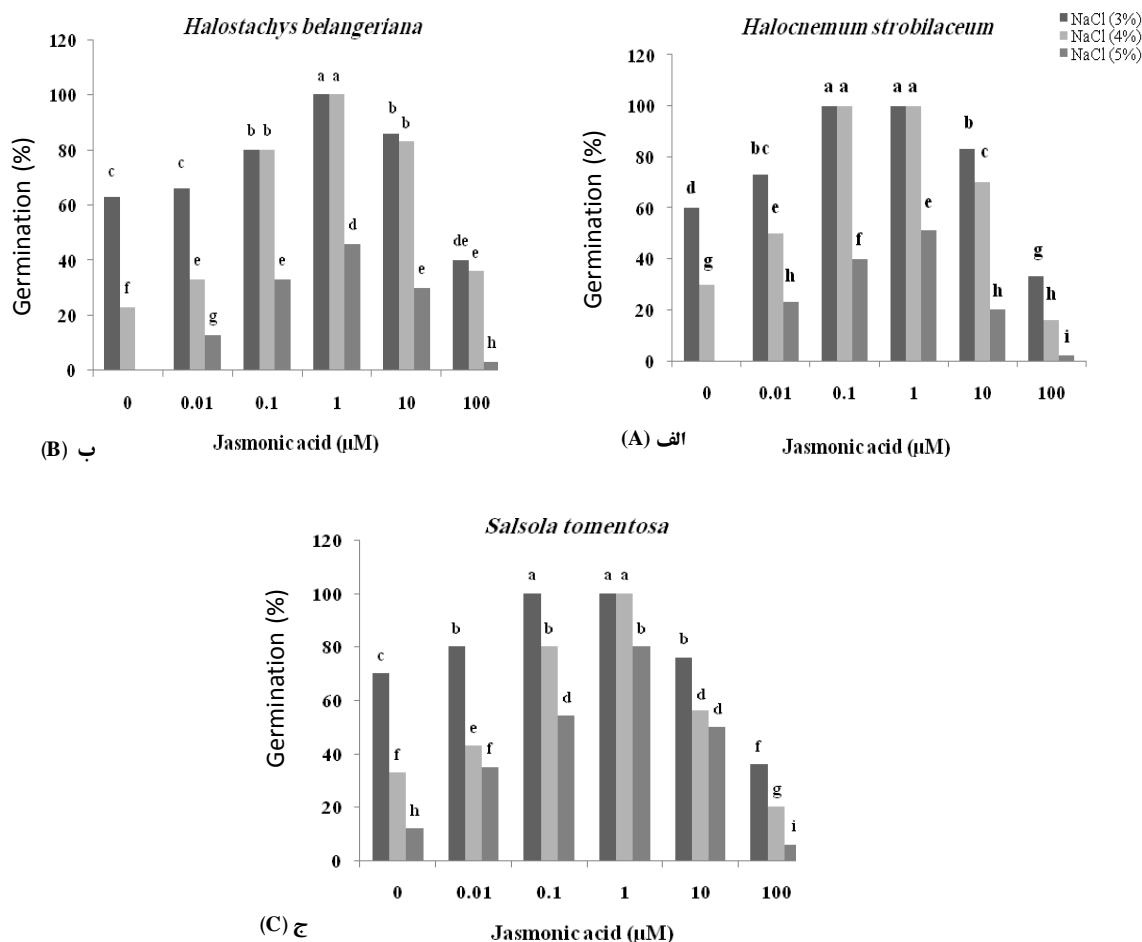 Halostachys belangeriana
120
100
80
60
40
20
0
Germination (%)
c
f
c
e
g
b b
e
a a
d
b
b
e
de
e
h
0 0.01 0.1 1 10 100
Jasmonic acid (µM)
ب (B)
Halocnemum strobilaceum
NaCl (3%)
NaCl (4%)
NaCl (5%)
120
100
80
60
40
20
0
Germination (%)
d
g
b c
e
h
a a
f
a a
e
b
c
h
g
h
i
0 0.01 0.1 1 10 100
Jasmonic acid (µM)
الف (A)
Salsola tomentosa
120
100
80
60
40
20
0
Germination (%)
c
f
h
b
e
f
a
b
d
a a
b
b
d d
f
g
i
0 0.01 0.1 1 10 100
Jasmonic acid (µM)
ج (C)